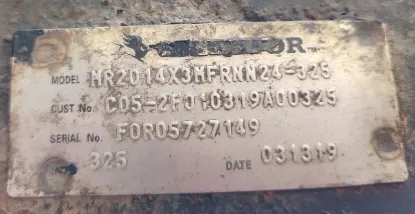 MODEL HR2014X3MFRNN24-325
CUST No. C05-2F010319A00325
SERIAL No. F0R05727149
325 DATE 031319